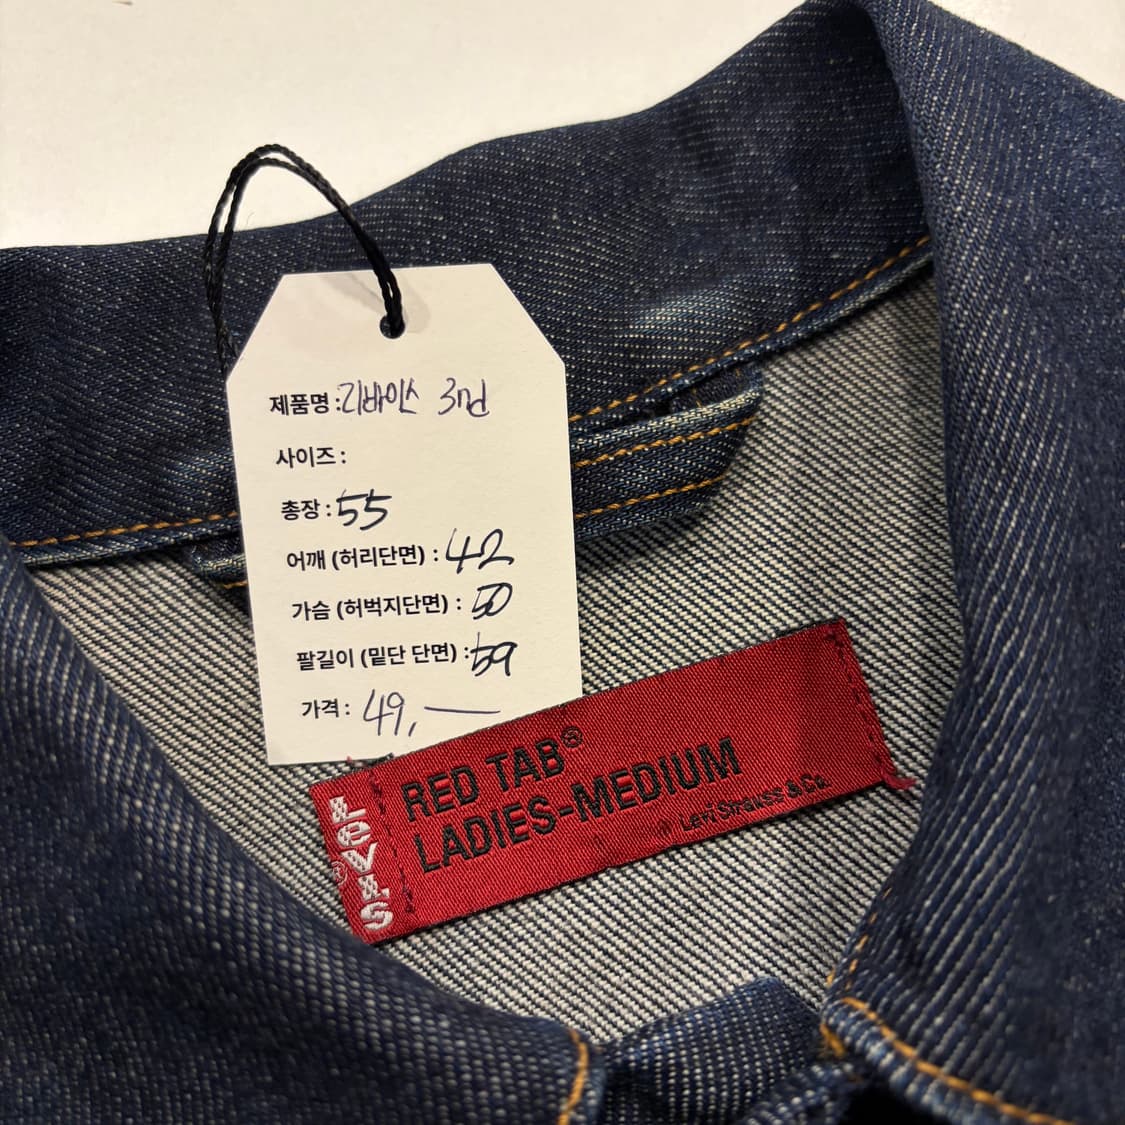 제품명 : 리바이스 3nd
사이즈 :
총장 : 55
어깨 (허리단면) : 42
가슴 (허벅지단면) : 50
팔길이 (밑단 단면) : 59
가격 : 49,—
RED TAB®
LADIES-MEDIUM
Levi Strauss & Co.
LEVI'S®